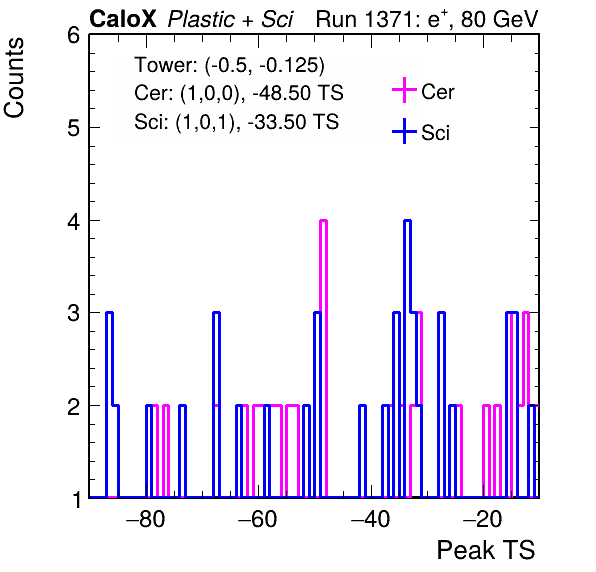 CaloX Plastic + Sci Run 1371: e⁺, 80 GeV
Counts
6
5
4
3
2
1
Tower: (-0.5, -0.125)
Cer: (1,0,0), -48.50 TS
Sci: (1,0,1), -33.50 TS
Cer
Sci
−80 −60 −40 −20
Peak TS